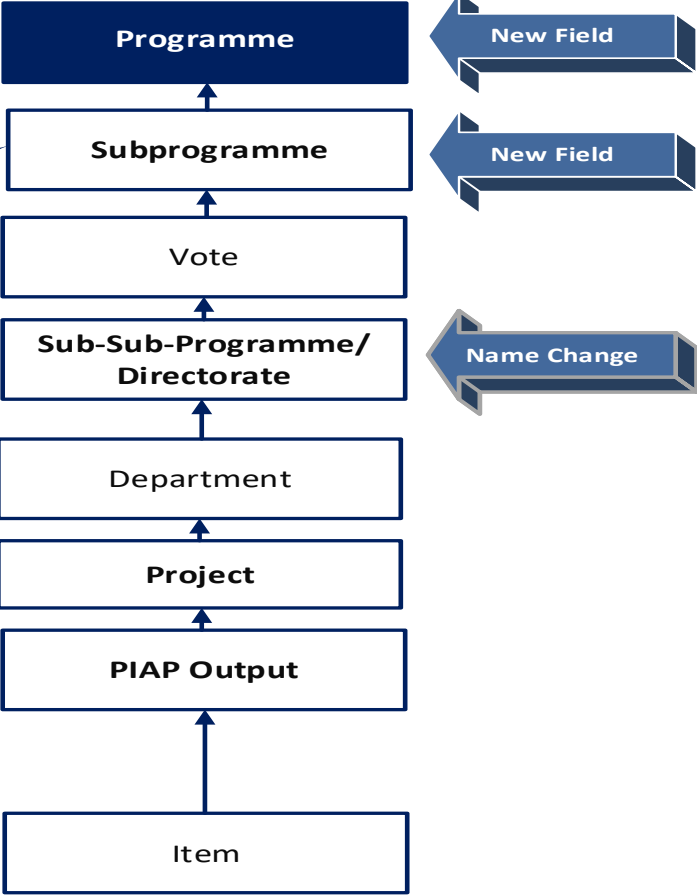 Programme
New Field
Subprogramme
New Field
Vote
Sub-Sub-Programme/
Directorate
Name Change
Department
Project
PIAP Output
Item